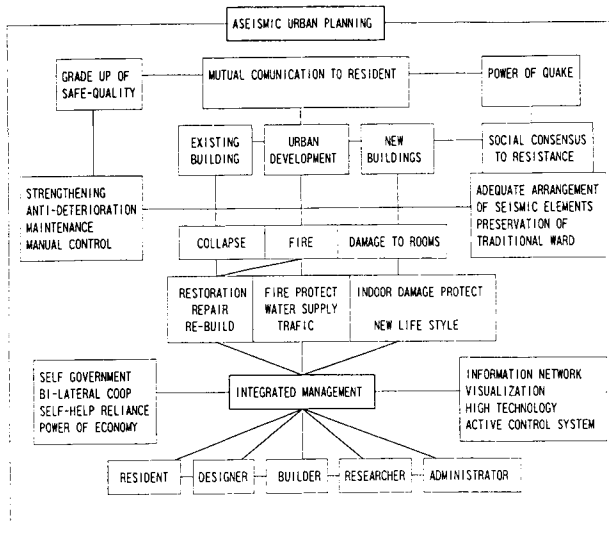 ASEISMIC URBAN PLANNING
GRADE UP OF
SAFE-QUALITY
MUTUAL COMUNICATION TO RESIDENT
POWER OF QUAKE
EXISTING
BUILDING
URBAN
DEVELOPMENT
NEW
BUILDINGS
SOCIAL CONSENSUS
TO RESISTANCE
STRENGTHENING
ANTI-DETERIORATION
MAINTENANCE
MANUAL CONTROL
ADEQUATE ARRANGEMENT
OF SEISMIC ELEMENTS
PRESERVATION OF
TRADITIONAL WARD
COLLAPSE
FIRE
DAMAGE TO ROOMS
RESTORATION
REPAIR
RE-BUILD
FIRE PROTECT
WATER SUPPLY
TRAFIC
INDOOR DAMAGE PROTECT
NEW LIFE STYLE
SELF GOVERNMENT
BI-LATERAL COOP
SELF-HELP RELIANCE
POWER OF ECONOMY
INTEGRATED MANAGEMENT
INFORMATION NETWORK
VISUALIZATION
HIGH TECHNOLOGY
ACTIVE CONTROL SYSTEM
RESIDENT
DESIGNER
BUILDER
RESEARCHER
ADMINISTRATOR